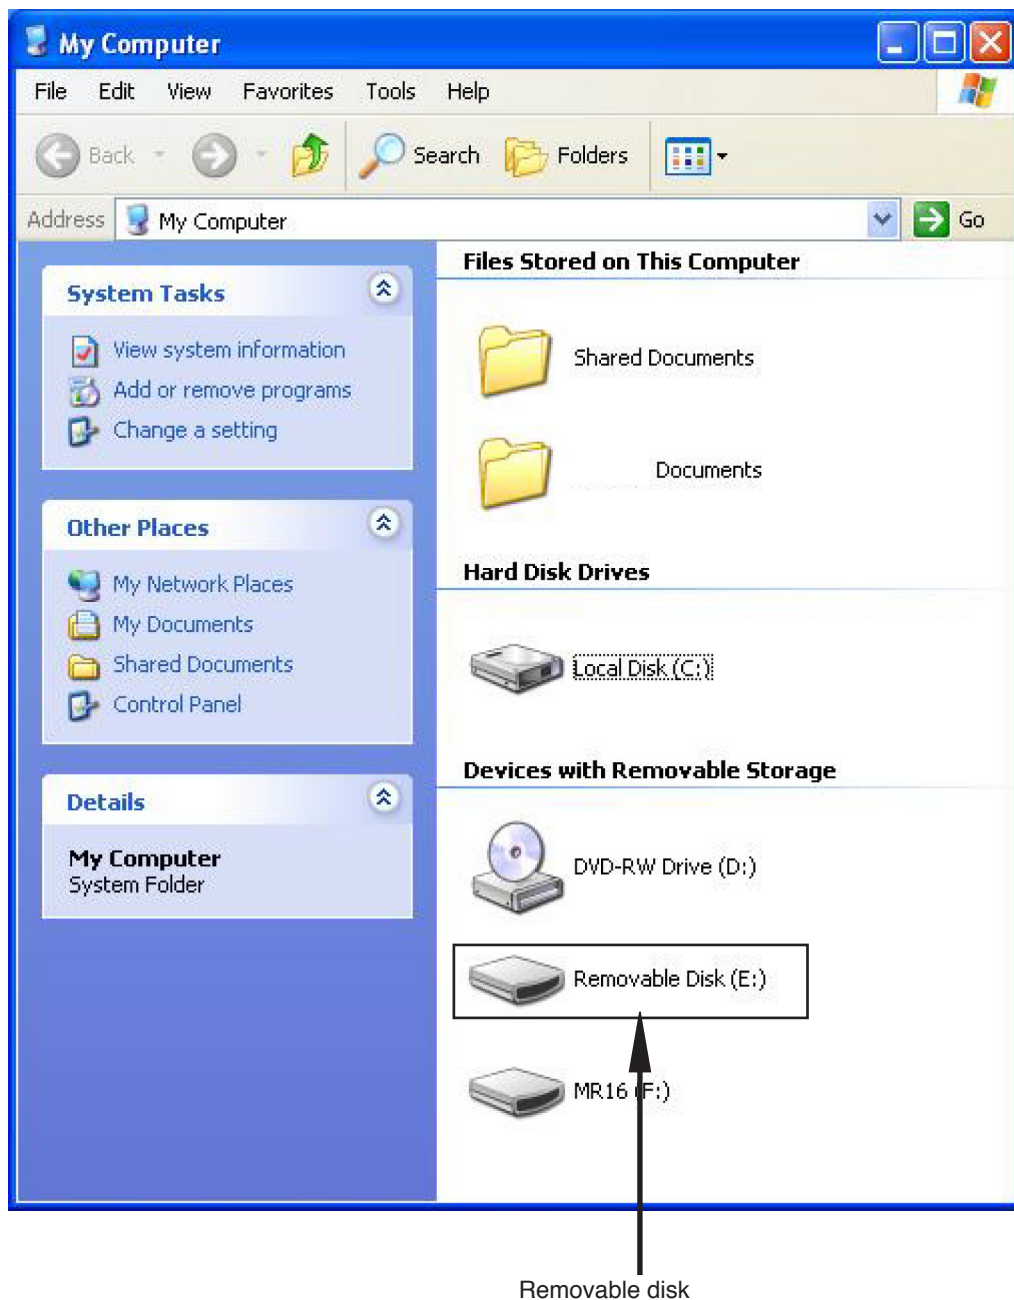 My Computer
File Edit View Favorites Tools Help
Back Search Folders
Address My Computer Go
System Tasks
View system information
Add or remove programs
Change a setting
Other Places
My Network Places
My Documents
Shared Documents
Control Panel
Details
My Computer
System Folder
Files Stored on This Computer
Shared Documents
Documents
Hard Disk Drives
Local Disk (C:)
Devices with Removable Storage
DVD-RW Drive (D:)
Removable Disk (E:)
MR16 (F:)
Removable disk